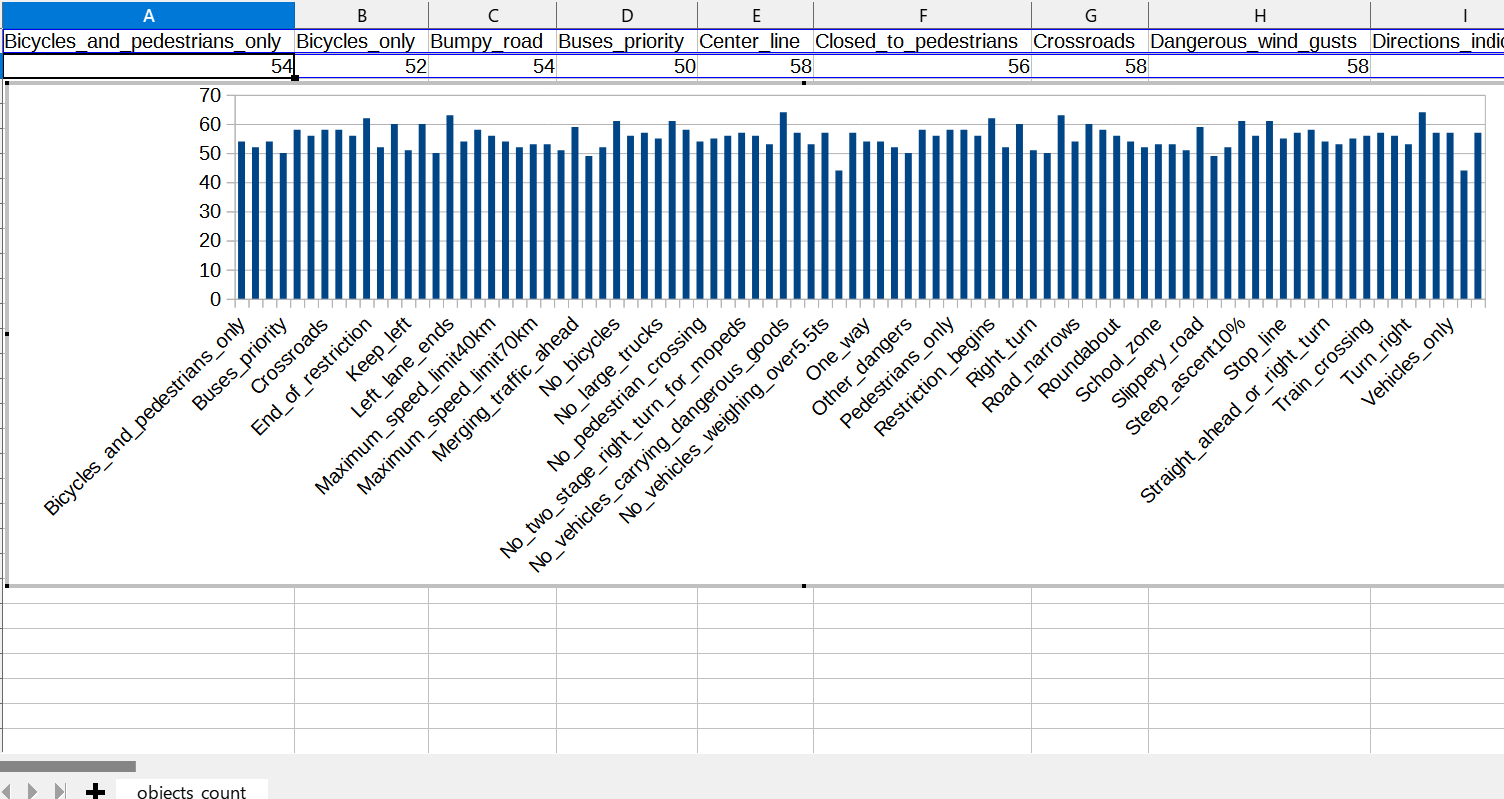 A B C D E F G H I
Bicycles_and_pedestrians_only Bicycles_only Bumpy_road Buses_priority Center_line Closed_to_pedestrians Crossroads Dangerous_wind_gusts Directions_indic
54 52 54 50 58 56 58 58
70
60
50
40
30
20
10
0
Bicycles_and_pedestrians_only
Buses_priority
Crossroads
End_of_restriction
Keep_left
Left_lane_ends
Maximum_speed_limit40km
Maximum_speed_limit70km
Merging_traffic_ahead
No_bicycles
No_large_trucks
No_pedestrian_crossing
No_two_stage_right_turn_for_mopeds
No_vehicles_carrying_dangerous_goods
No_vehicles_weighing_over5.5ts
One_way
Other_dangers
Pedestrians_only
Restriction_begins
Right_turn
Road_narrows
Roundabout
School_zone
Slippery_road
Steep_ascent10%
Stop_line
Straight_ahead_or_right_turn
Train_crossing
Turn_right
Vehicles_only
objects_count